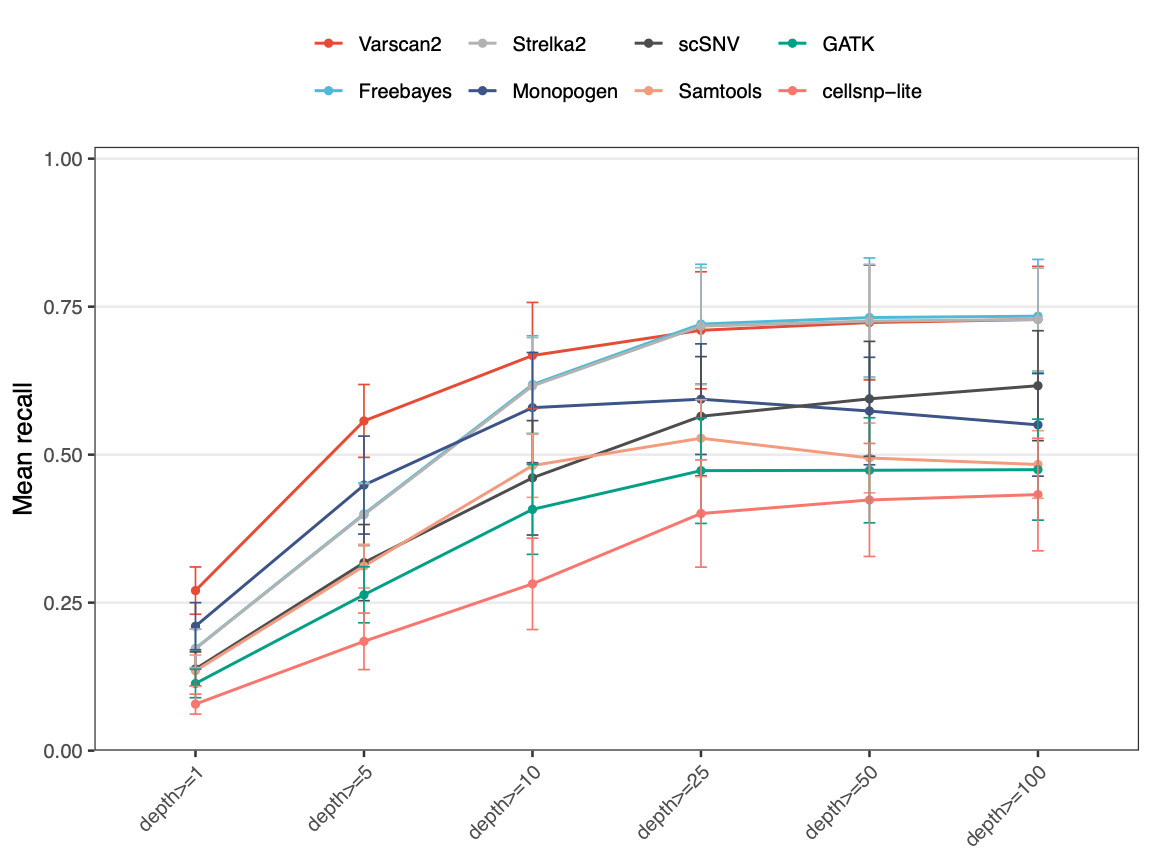 Varscan2 Strelka2 scSNV GATK
Freebayes Monopogen Samtools cellsnp−lite
1.00
0.75
0.50
0.25
0.00
Mean recall
depth>=1 depth>=5 depth>=10 depth>=25 depth>=50 depth>=100